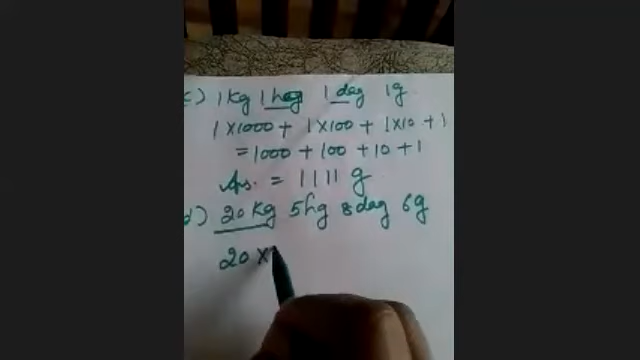 c) 1Kg 1hg 1dag 1g
1×1000 + 1×100 + 1×10 + 1
= 1000 + 100 + 10 + 1
Ans. = 1111 g
d) 20 Kg 5hg 8dag 6g
20 ×